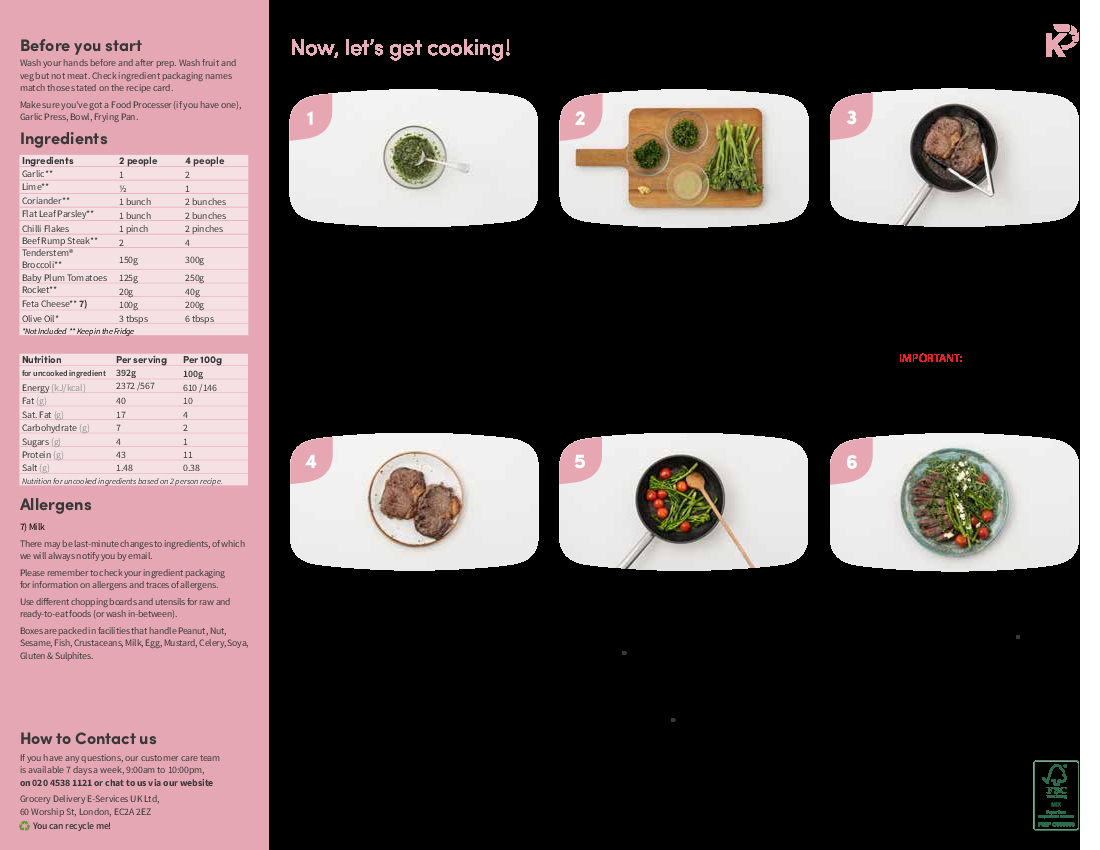 Before you start
Wash your hands before and after prep. Wash fruit and
veg but not meat. Check ingredient packaging names
match those stated on the recipe card.
Make sure you've got a Food Processer (if you have one),
Garlic Press, Bowl, Frying Pan.
Ingredients
Ingredients 2 people 4 people
Garlic** 1 2
Lime** ½ 1
Coriander** 1 bunch 2 bunches
Flat Leaf Parsley** 1 bunch 2 bunches
Chilli Flakes 1 pinch 2 pinches
Beef Rump Steak** 2 4
Tenderstem®
Broccoli** 150g 300g
Baby Plum Tomatoes 125g 250g
Rocket** 20g 40g
Feta Cheese** 7) 100g 200g
Olive Oil* 3 tbsps 6 tbsps
*Not Included ** Keep in the Fridge
Nutrition Per serving Per 100g
for uncooked ingredient 392g 100g
Energy (kJ/kcal) 2372 /567 610 /146
Fat (g) 40 10
Sat. Fat (g) 17 4
Carbohydrate (g) 7 2
Sugars (g) 4 1
Protein (g) 43 11
Salt (g) 1.48 0.38
Nutrition for uncooked ingredients based on 2 person recipe.
Allergens
7) Milk
There may be last-minute changes to ingredients, of which
we will always notify you by email.
Please remember to check your ingredient packaging
for information on allergens and traces of allergens.
Use different chopping boards and utensils for raw and
ready-to-eat foods (or wash in-between).
Boxes are packed in facilities that handle Peanut, Nut,
Sesame, Fish, Crustaceans, Milk, Egg, Mustard, Celery, Soya,
Gluten & Sulphites.
How to Contact us
If you have any questions, our customer care team
is available 7 days a week, 9:00am to 10:00pm,
on 020 4538 1121 or chat to us via our website
Grocery Delivery E-Services UK Ltd,
60 Worship St, London, EC2A 2EZ
You can recycle me!
Now, let's get cooking!
K
1
2
3
IMPORTANT:
4
5
6
FSC
MIX